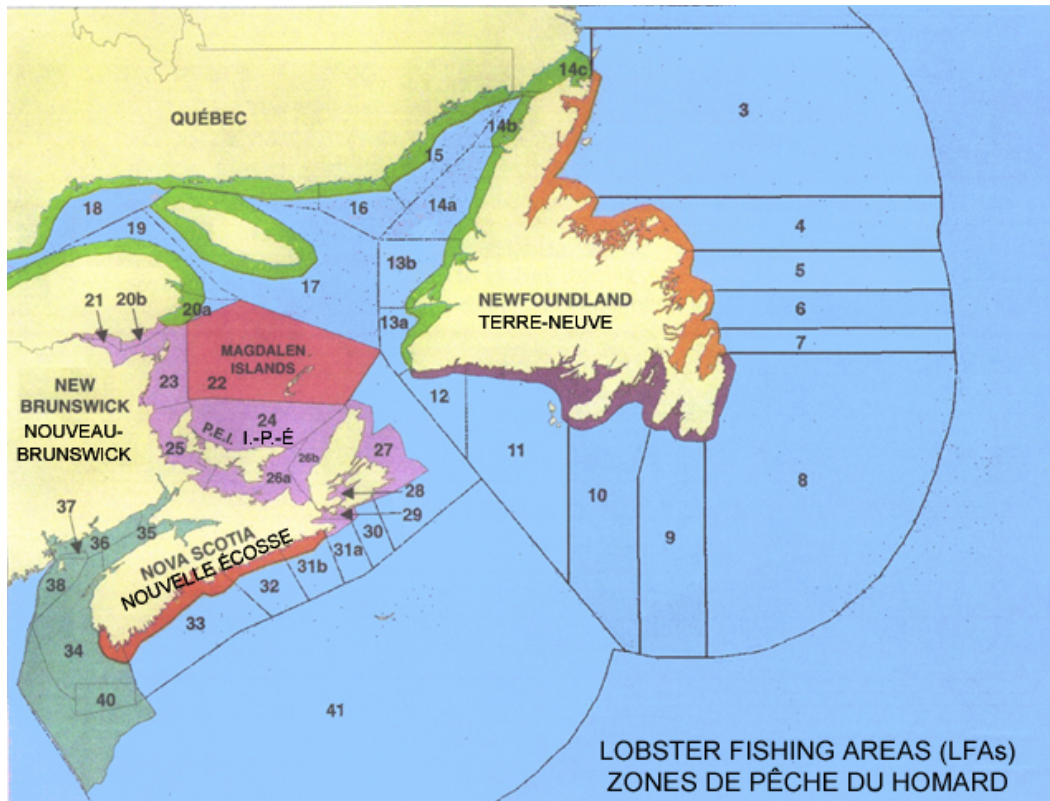 14c
3
QUÉBEC
14b
15
18
16
14a
4
19
13b
5
17
21
20b
20a
13a
NEWFOUNDLAND
TERRE-NEUVE
6
7
MAGDALEN
ISLANDS
22
12
NEW
BRUNSWICK
NOUVEAU-
BRUNSWICK
23
24
P.E.I. I.-P.-É
25
26b
26a
27
11
10
9
8
28
29
37
36
35
30
31a
31b
32
33
NOVA SCOTIA
NOUVELLE ÉCOSSE
38
34
40
41
LOBSTER FISHING AREAS (LFAs)
ZONES DE PÊCHE DU HOMARD